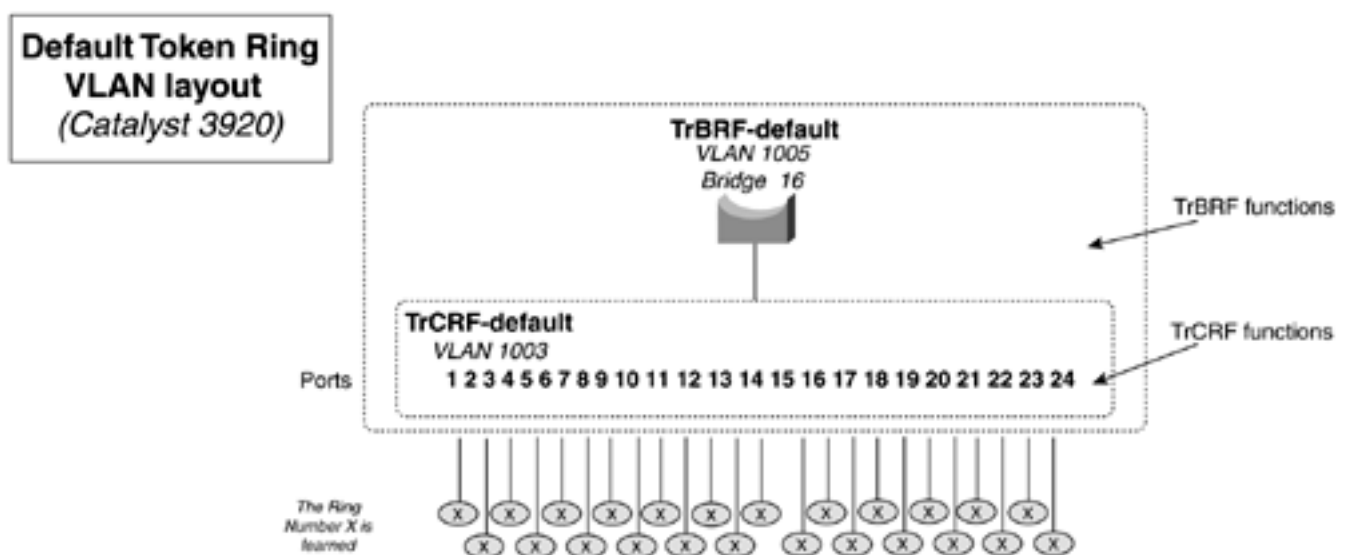 Default Token Ring
VLAN layout
(Catalyst 3920)
TrBRF-default
VLAN 1005
Bridge 16
TrBRF functions
TrCRF-default
VLAN 1003
TrCRF functions
Ports
1 2 3 4 5 6 7 8 9 10 11 12 13 14 15 16 17 18 19 20 21 22 23 24
The Ring
Number X is
learned
X X X X X X X X X X X X
X X X X X X X X X X X X